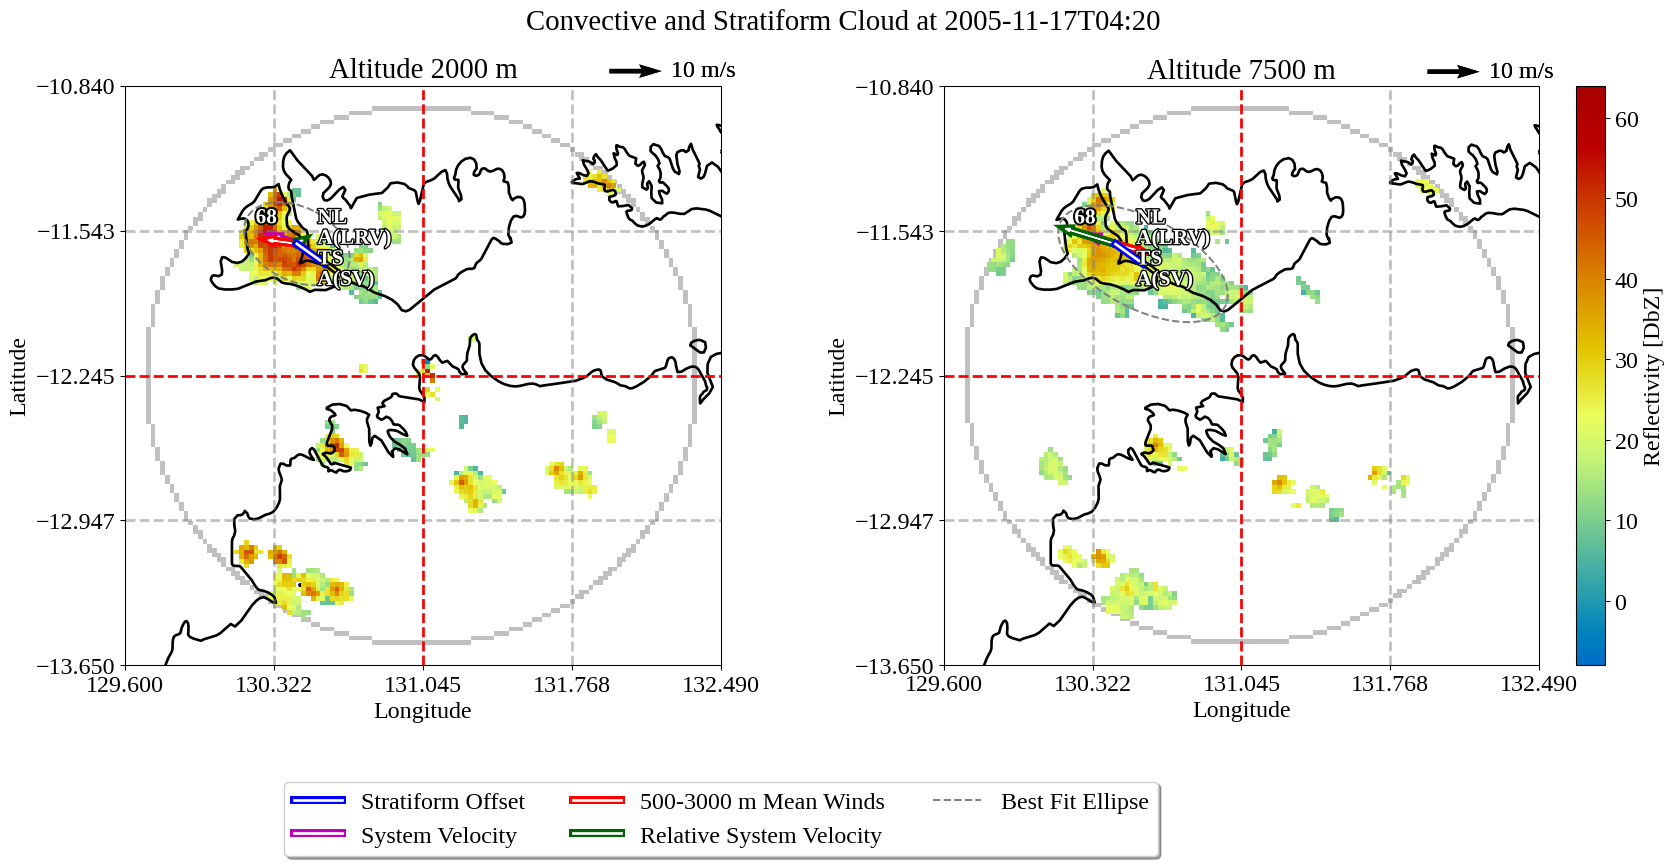 Convective and Stratiform Cloud at 2005-11-17T04:20
Altitude 2000 m
10 m/s
−10.840
−11.543
−12.245
−12.947
−13.650
Latitude
129.600
130.322
131.045
131.768
132.490
Longitude
68
NL
A(LRV)
TS
A(SV)
Altitude 7500 m
10 m/s
−10.840
−11.543
−12.245
−12.947
−13.650
Latitude
129.600
130.322
131.045
131.768
132.490
Longitude
68
NL
A(LRV)
TS
A(SV)
60
50
40
30
20
10
0
Reflectivity [DbZ]
Stratiform Offset
System Velocity
500-3000 m Mean Winds
Relative System Velocity
Best Fit Ellipse